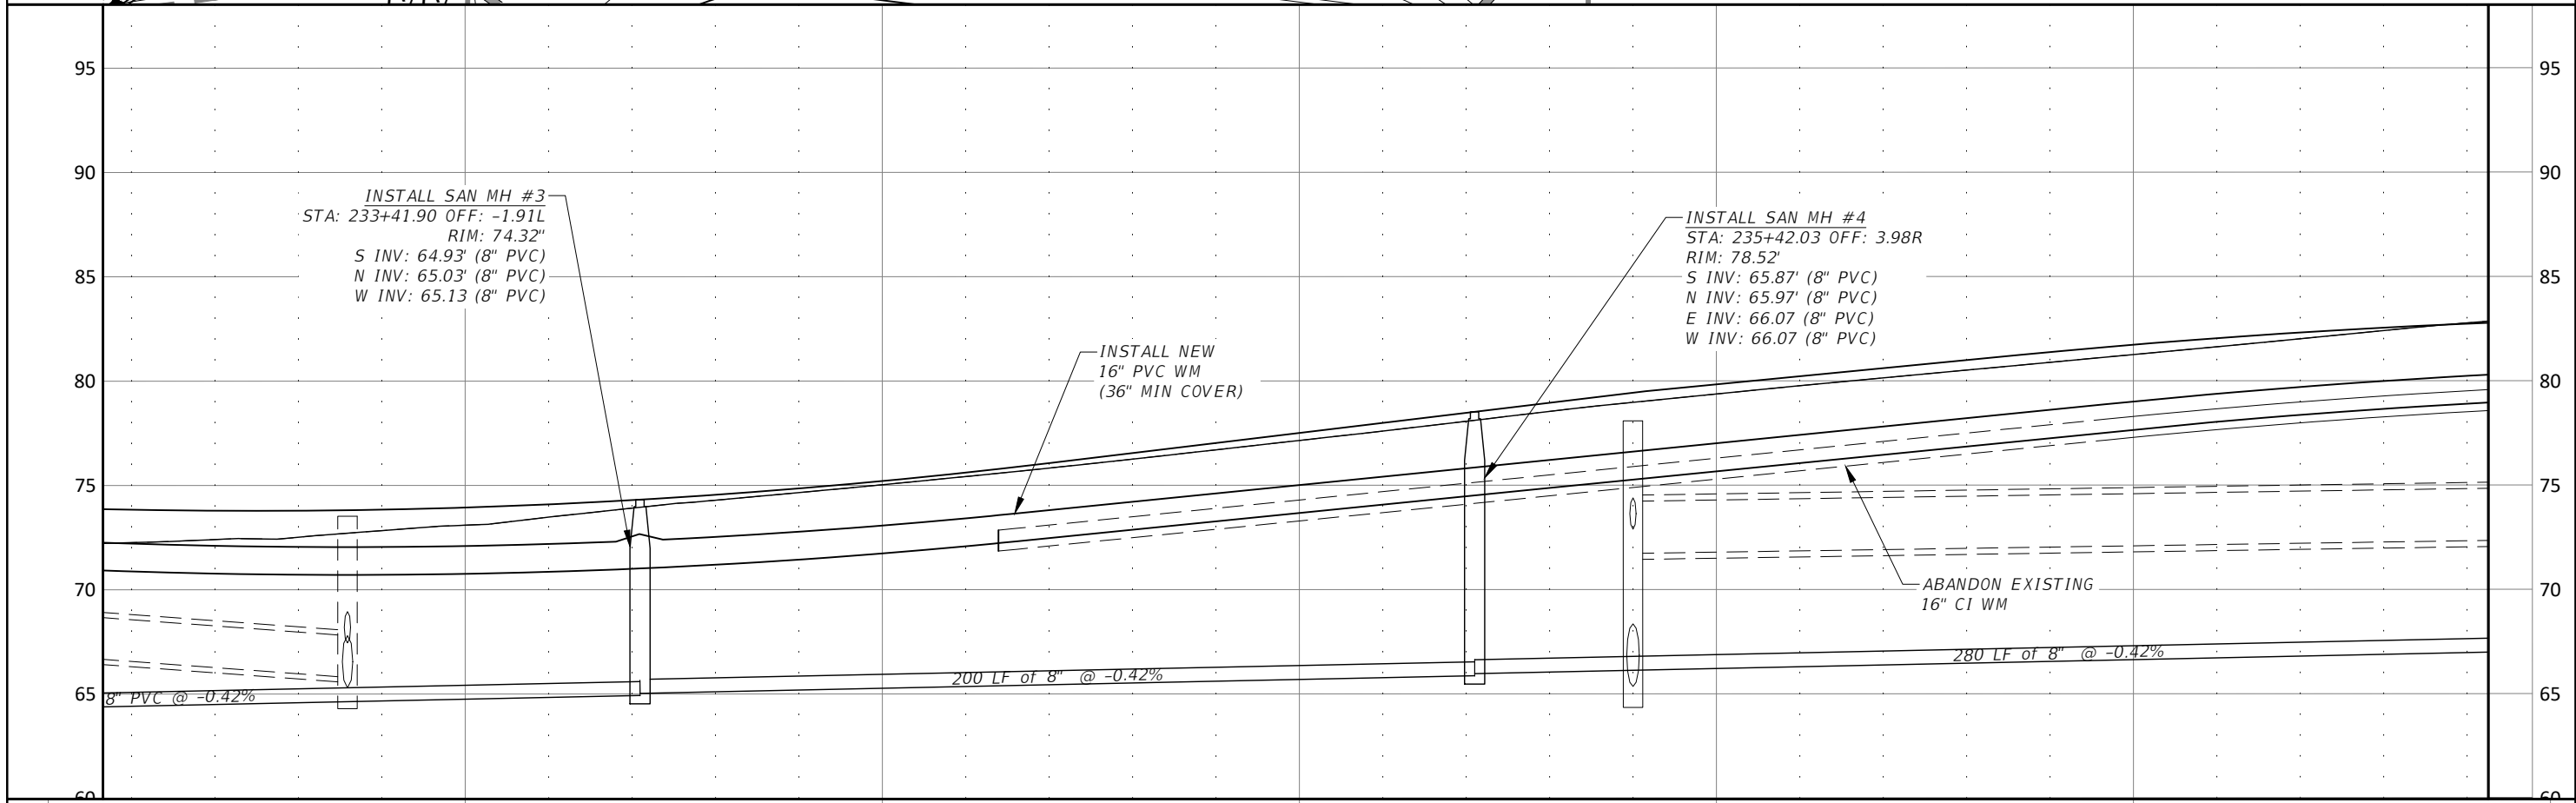 95
95
90
90
INSTALL SAN MH #3
STA: 233+41.90 OFF: -1.91L
RIM: 74.32"
S INV: 64.93' (8" PVC)
N INV: 65.03' (8" PVC)
W INV: 65.13 (8" PVC)
INSTALL SAN MH #4
STA: 235+42.03 OFF: 3.98R
RIM: 78.52'
S INV: 65.87' (8" PVC)
N INV: 65.97' (8" PVC)
E INV: 66.07 (8" PVC)
W INV: 66.07 (8" PVC)
85
85
INSTALL NEW
16" PVC WM
(36" MIN COVER)
80
80
75
75
ABANDON EXISTING
16" CI WM
70
70
8" PVC @ -0.42%
200 LF of 8" @ -0.42%
280 LF of 8" @ -0.42%
65
65
60
60